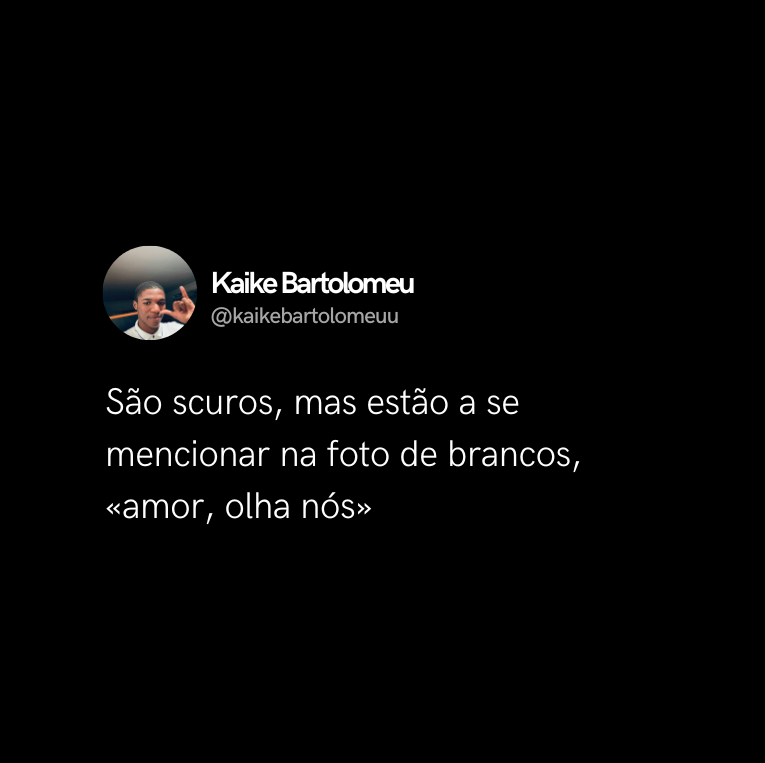 Kaike Bartolomeu
@kaikebartolomeuu
São scuros, mas estão a se
mencionar na foto de brancos,
«amor, olha nós»